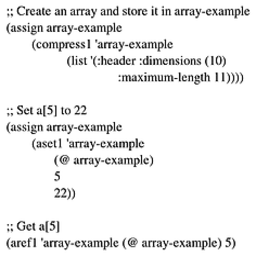 ;; Create an array and store it in array-example
(assign array-example
(compress1 'array-example
(list '(:header :dimensions (10)
:maximum-length 11))))
;; Set a[5] to 22
(assign array-example
(aset1 'array-example
(@ array-example)
5
22))
;; Get a[5]
(aref1 'array-example (@ array-example) 5)